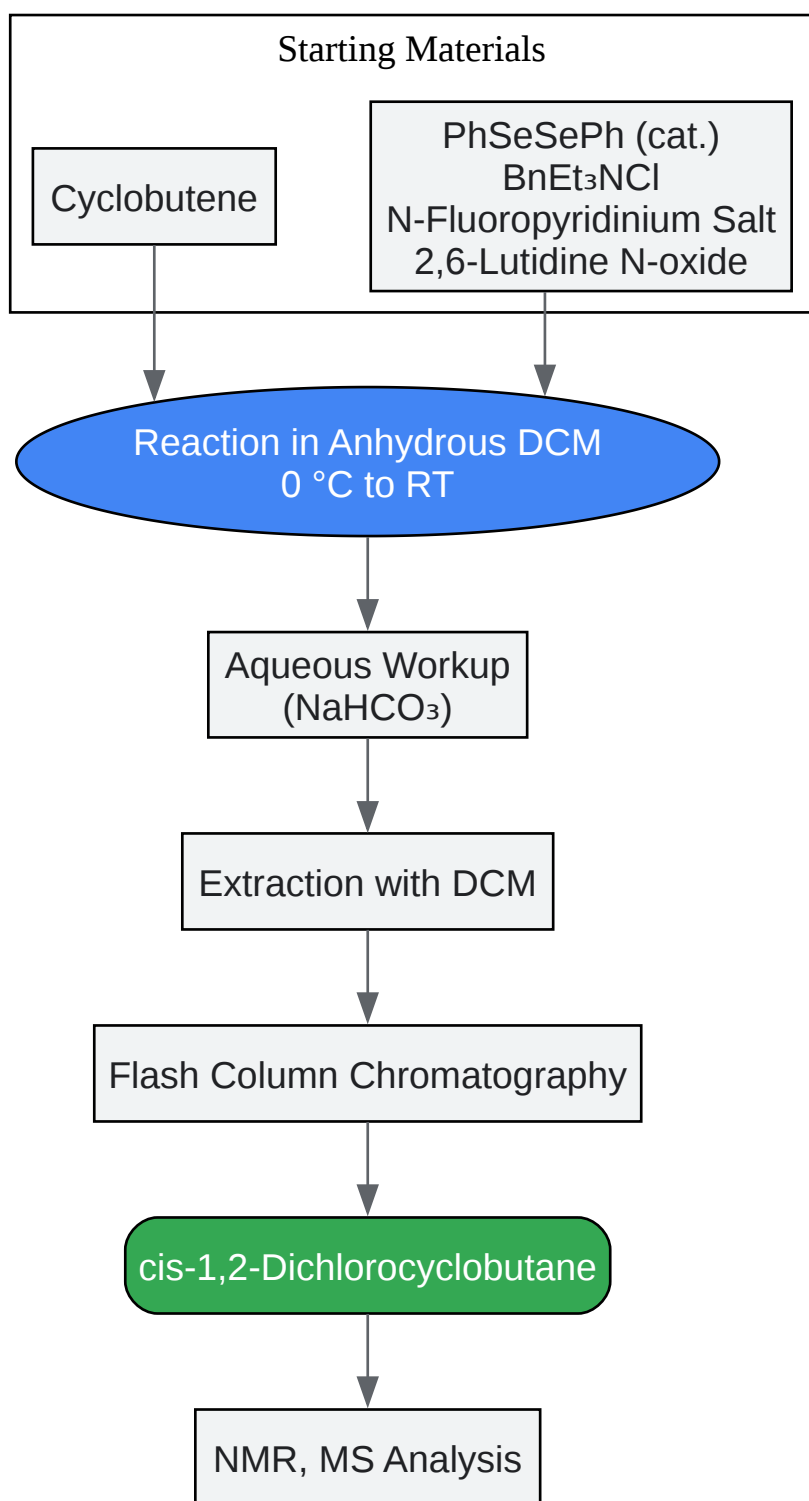 Starting Materials
Cyclobutene
PhSeSePh (cat.)
BnEt₃NCl
N-Fluoropyridinium Salt
2,6-Lutidine N-oxide
Reaction in Anhydrous DCM
0 °C to RT
Aqueous Workup
(NaHCO₃)
Extraction with DCM
Flash Column Chromatography
cis-1,2-Dichlorocyclobutane
NMR, MS Analysis